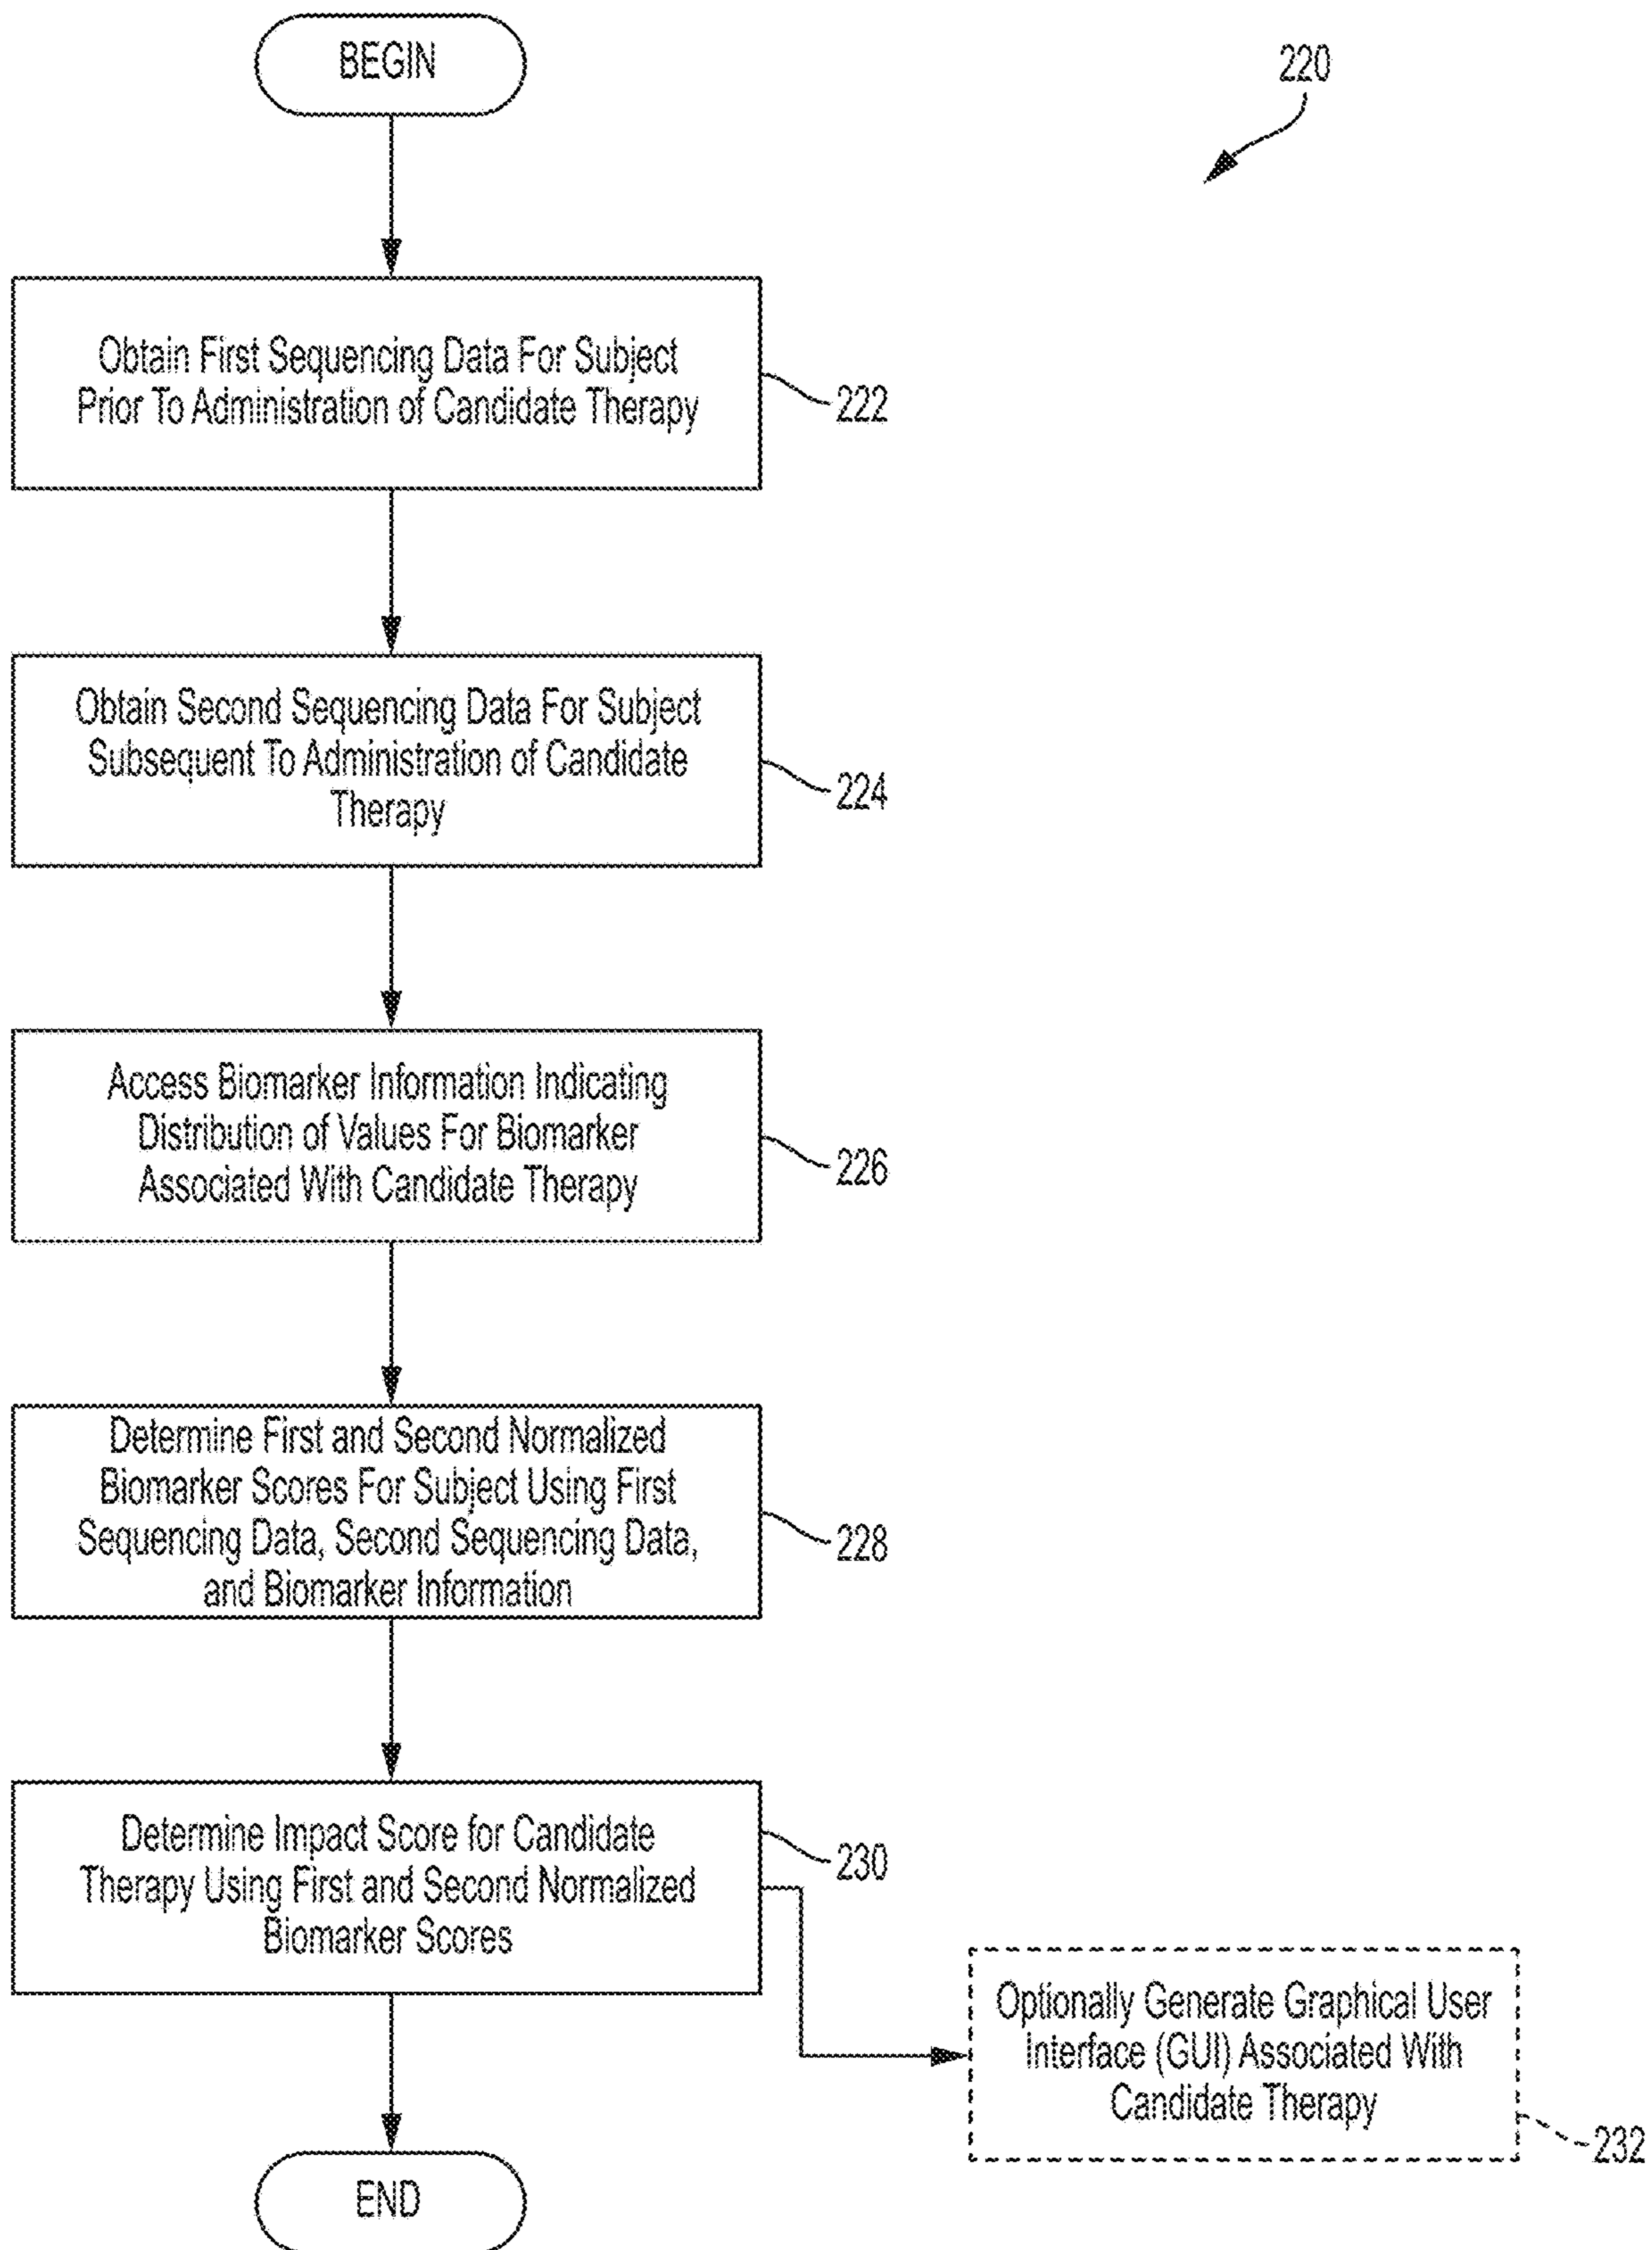 BEGIN
220
Obtain First Sequencing Data For Subject
Prior To Administration of Candidate Therapy
222
Obtain Second Sequencing Data For Subject
Subsequent To Administration of Candidate
Therapy
224
Access Biomarker Information Indicating
Distribution of Values For Biomarker
Associated With Candidate Therapy
226
Determine First and Second Normalized
Biomarker Scores For Subject Using First
Sequencing Data, Second Sequencing Data,
and Biomarker Information
228
Determine Impact Score for Candidate
Therapy Using First and Second Normalized
Biomarker Scores
230
Optionally Generate Graphical User
Interface (GUI) Associated With
Candidate Therapy
232
END